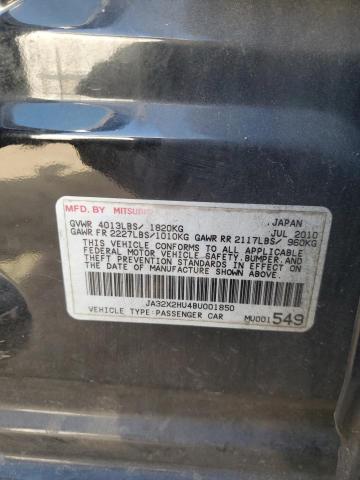 MFD. BY MITSUBI JAPAN
GVWR 4013LBS/ 1820KG JUL 2010
GAWR FR 2227LBS/1010KG GAWR RR 2117LBS/ 960KG
THIS VEHICLE CONFORMS TO ALL APPLICABLE
FEDERAL MOTOR VEHICLE SAFETY, BUMPER, AND
THEFT PREVENTION STANDARDS IN EFFECT ON
THE DATE OF MANUFACTURE SHOWN ABOVE.
JA32X2HU4BU001850
VEHICLE TYPE:PASSENGER CAR MU001549